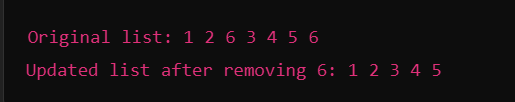 Original list: 1 2 6 3 4 5 6
Updated list after removing 6: 1 2 3 4 5